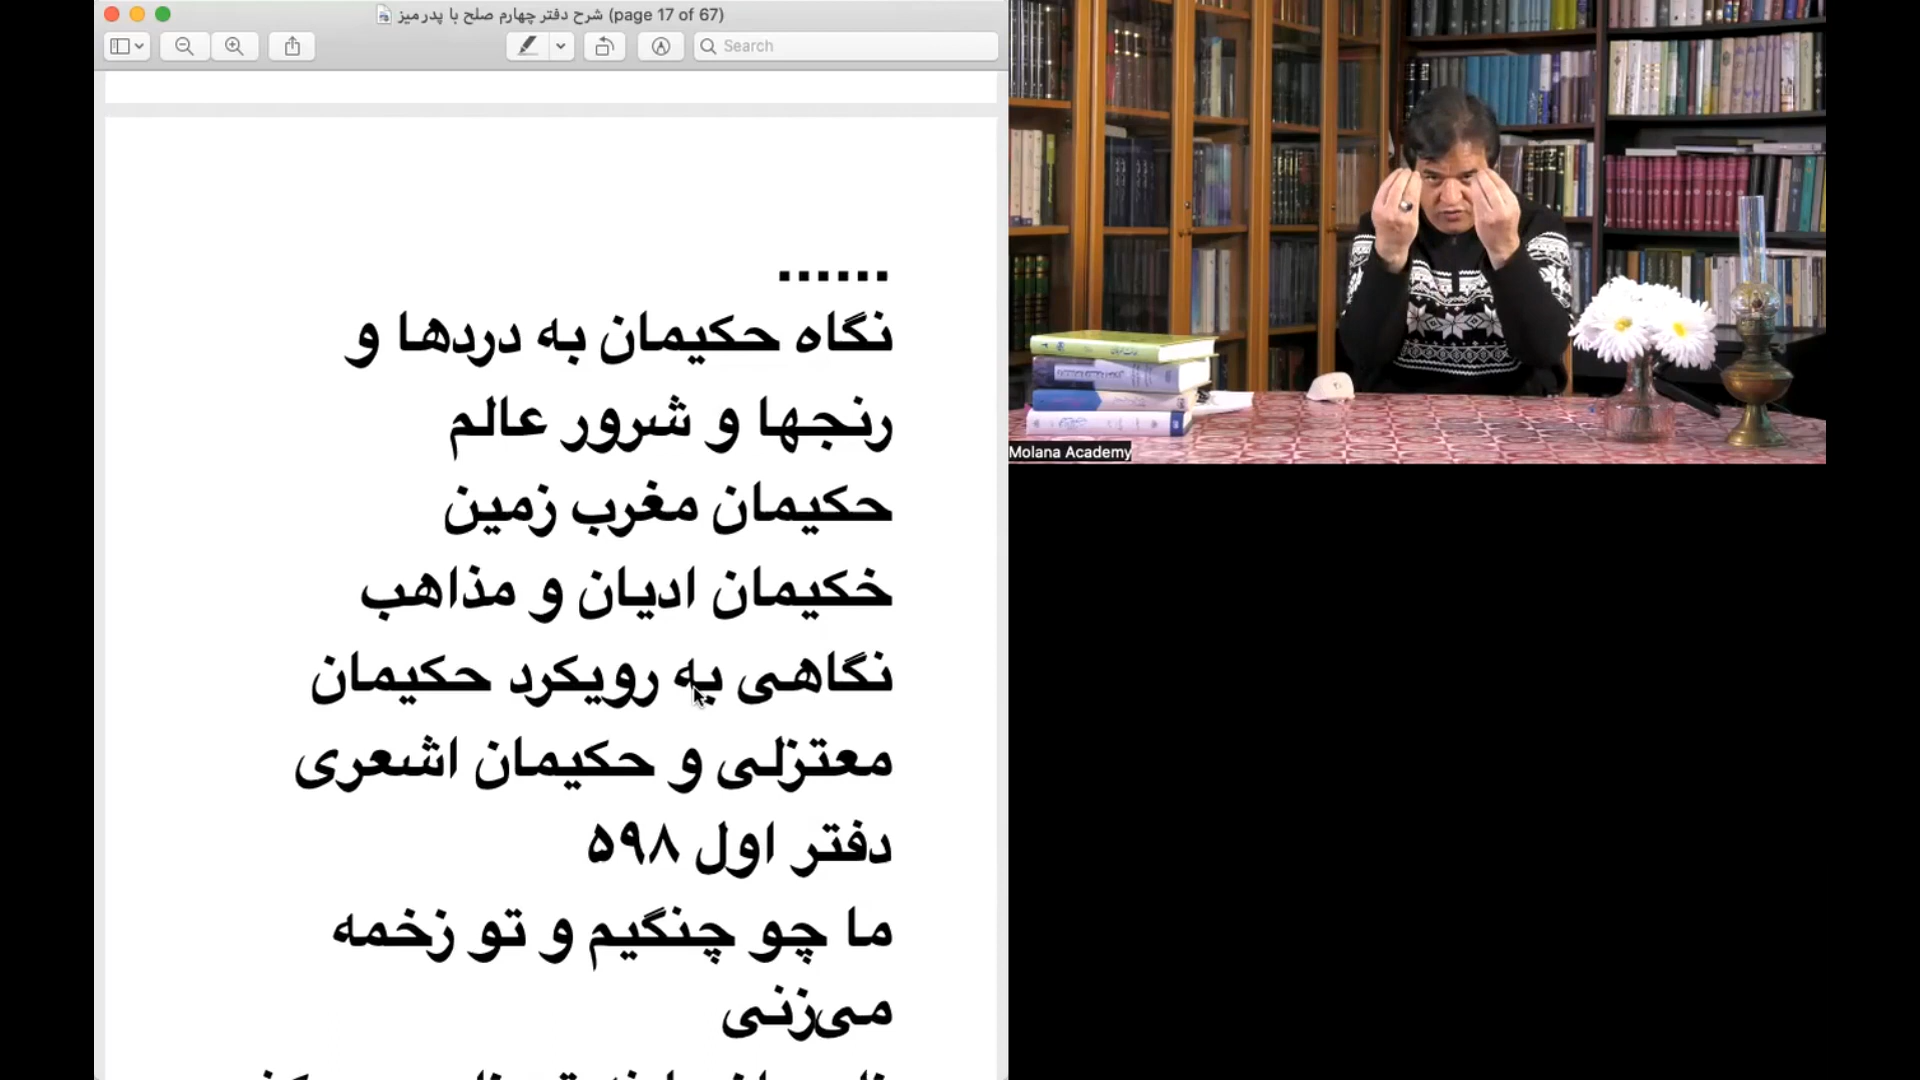 شرح دفتر چهارم صلح با پدر میز (page 17 of 67)
Search
......
نگاه حکیمان به دردها و
رنجها و شرور عالم
حکیمان مغرب زمین
خکیمان ادیان و مذاهب
نگاهی به رویکرد حکیمان
معتزلی و حکیمان اشعری
دفتر اول ۵۹۸
ما چو چنگیم و تو زخمه
می‌زنی
Molana Academy